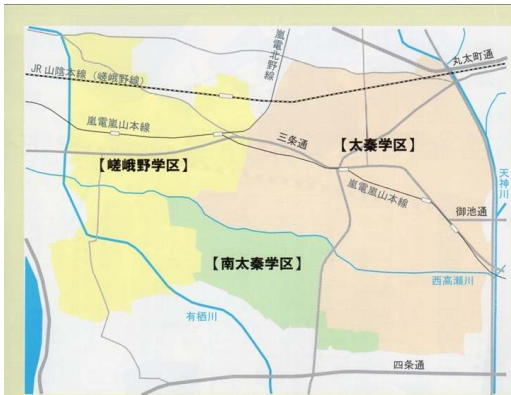 嵐電北野線
丸太町通
JR山陰本線（嵯峨野線）
嵐電嵐山本線
三条通
【太秦学区】
【嵯峨野学区】
嵐電嵐山本線
天神川
御池通
【南太秦学区】
西高瀬川
有栖川
四条通